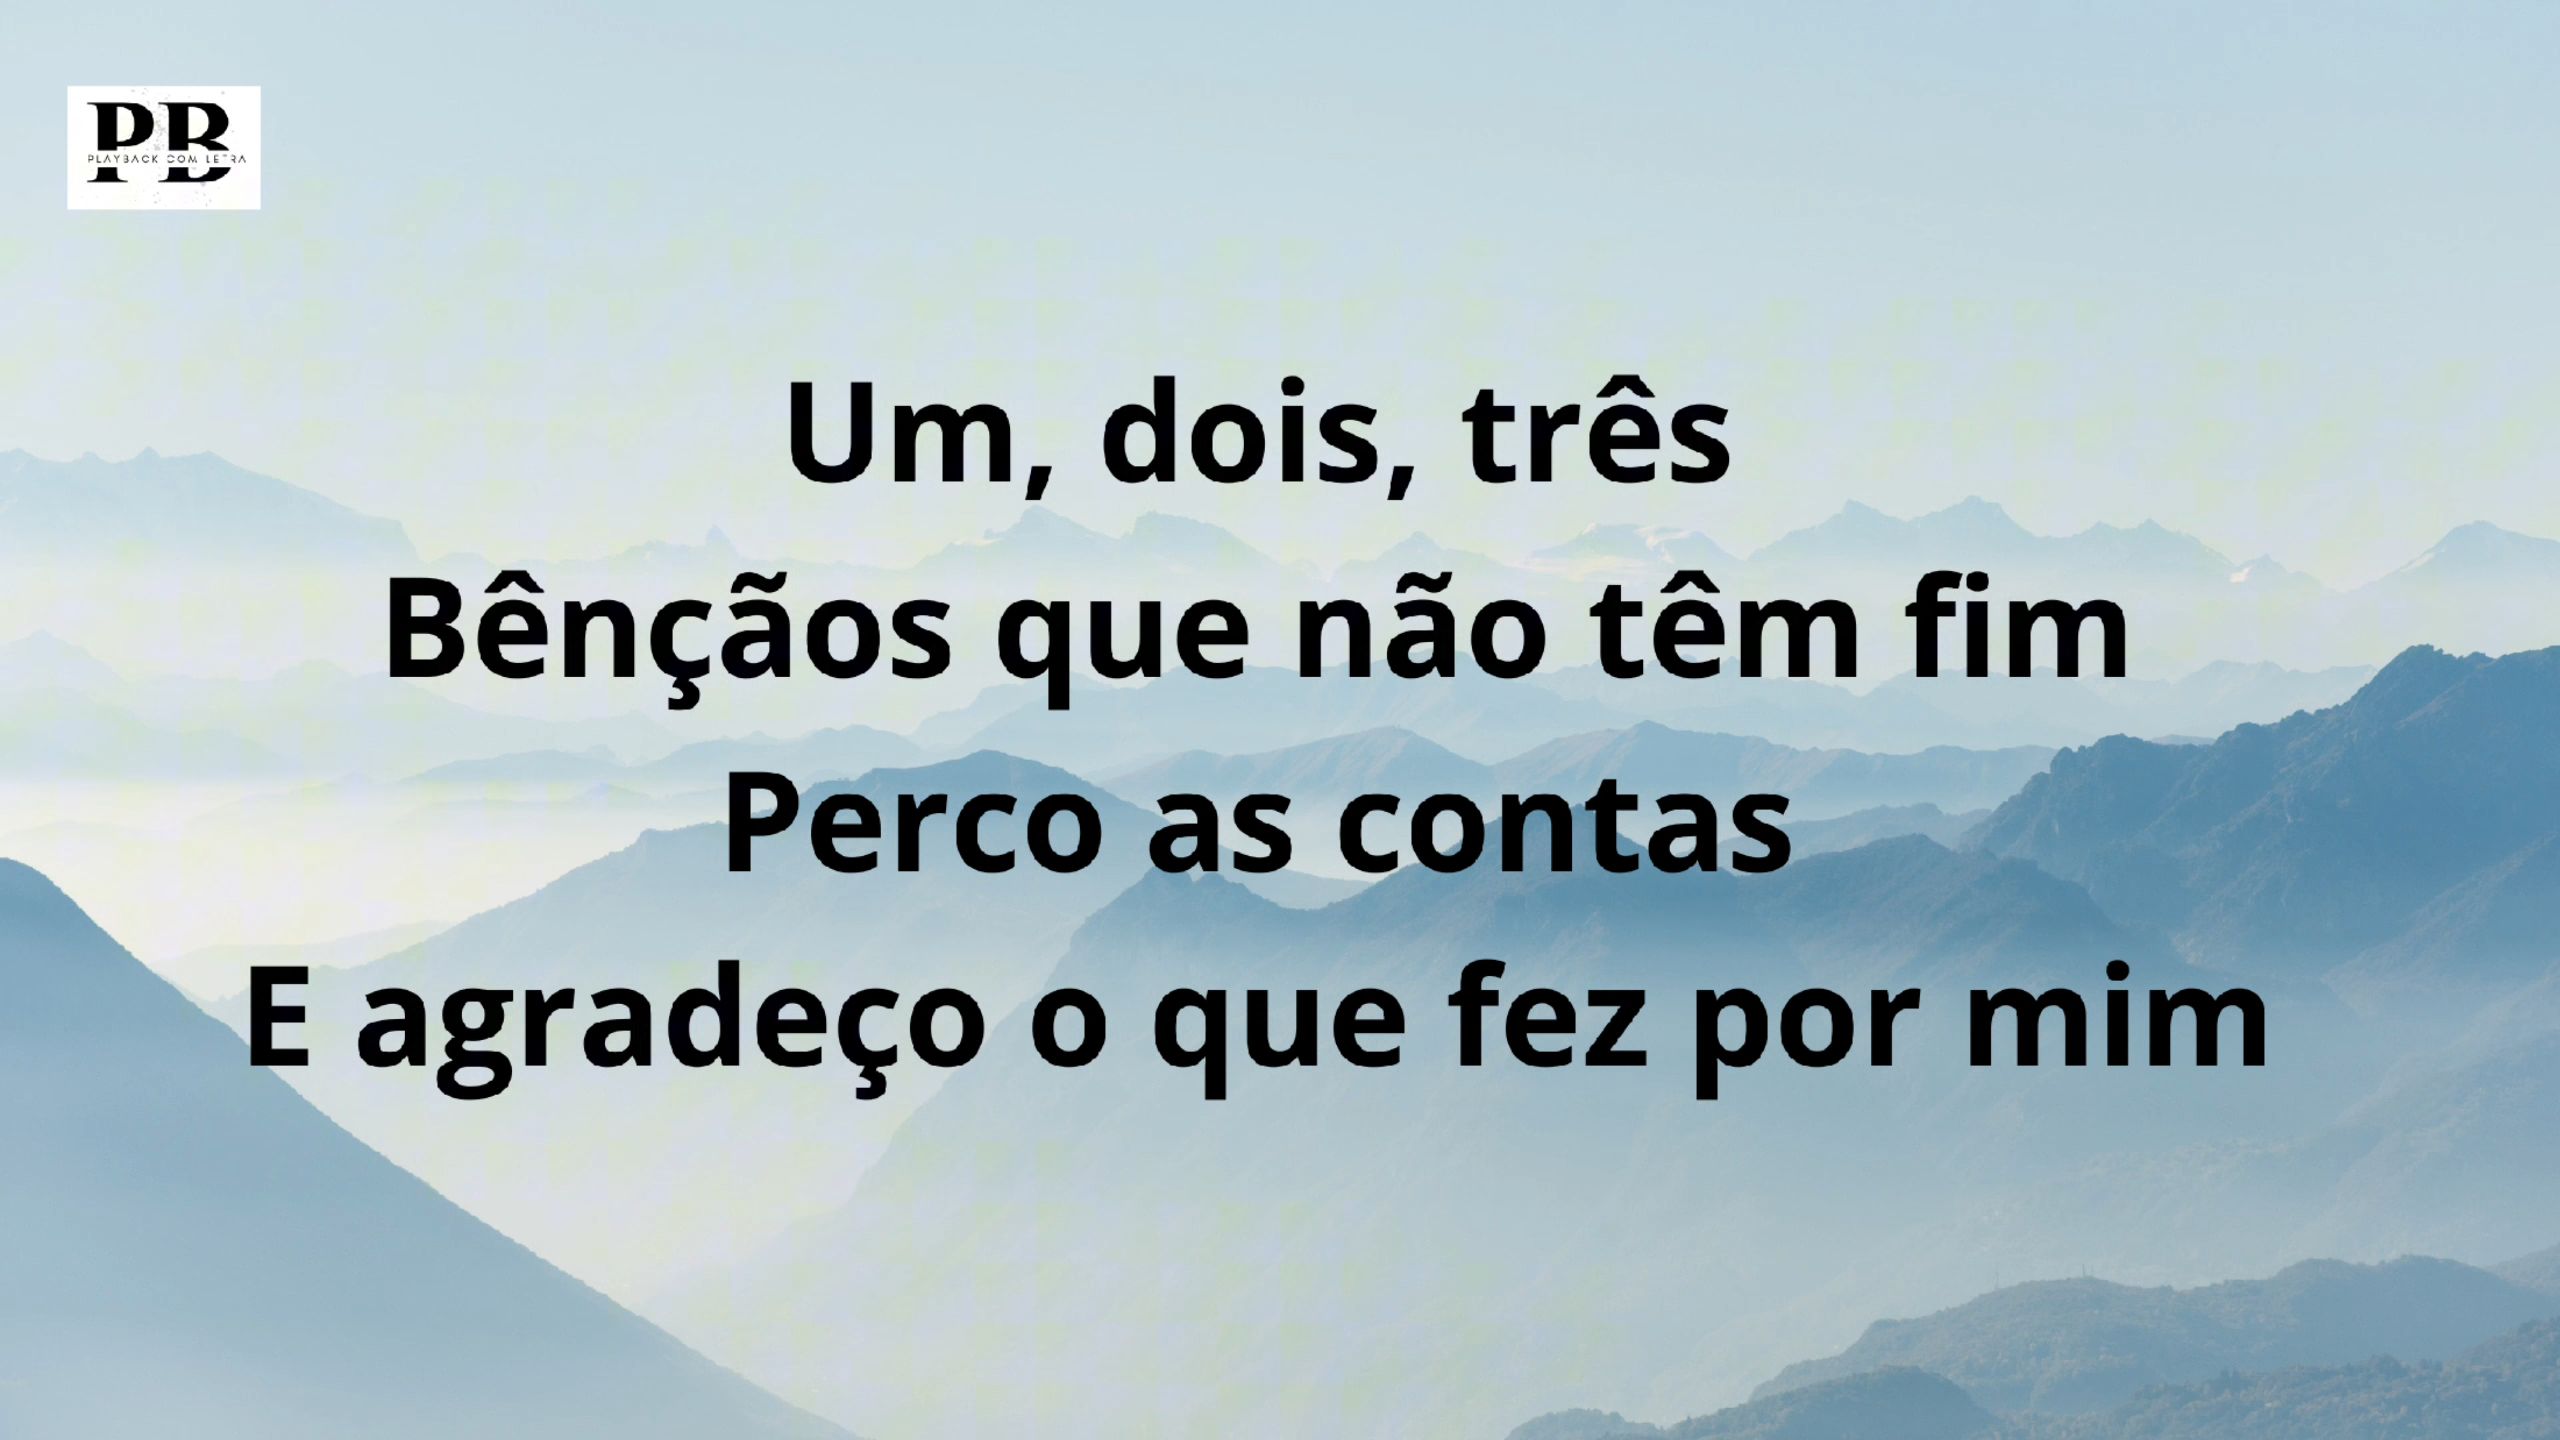 PB
PLAYBACK COM LETRA
Um, dois, três
Bênçãos que não têm fim
Perco as contas
E agradeço o que fez por mim